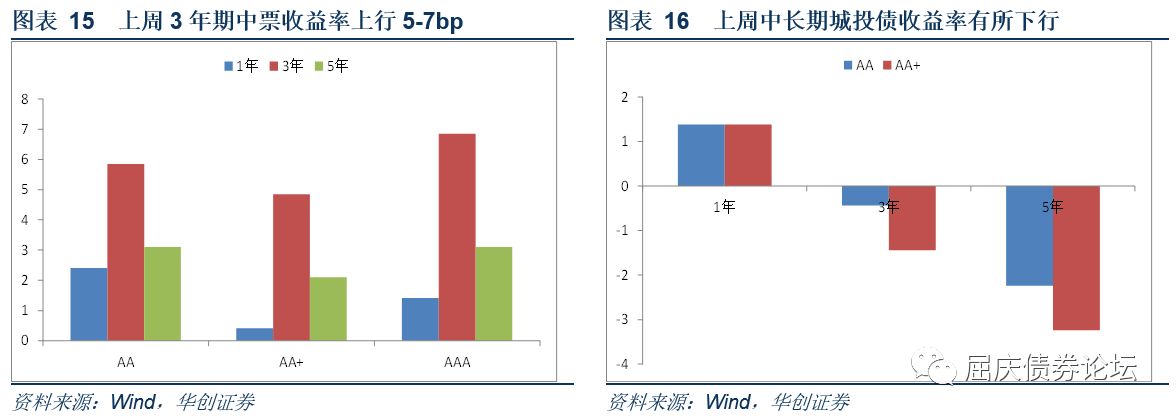 图表 15 上周 3 年期中票收益率上行 5-7bp
1年 3年 5年
8
7
6
5
4
3
2
1
0
AA AA+ AAA
资料来源：Wind，华创证券
图表 16 上周中长期城投债收益率有所下行
AA AA+
2
1
0
-1
-2
-3
-4
1年 3年 5年
屈庆债券论坛
资料来源：Wind，华创证券